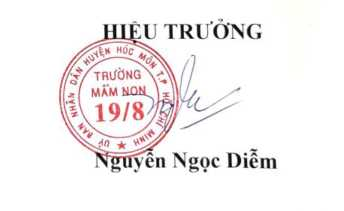 HIỆU TRƯỞNG
ỦY BAN NHÂN DÂN HUYỆN HÓC MÔN T.P HỒ CHÍ MINH
TRƯỜNG
MẦM NON
19/8
Nguyễn Ngọc Diễm